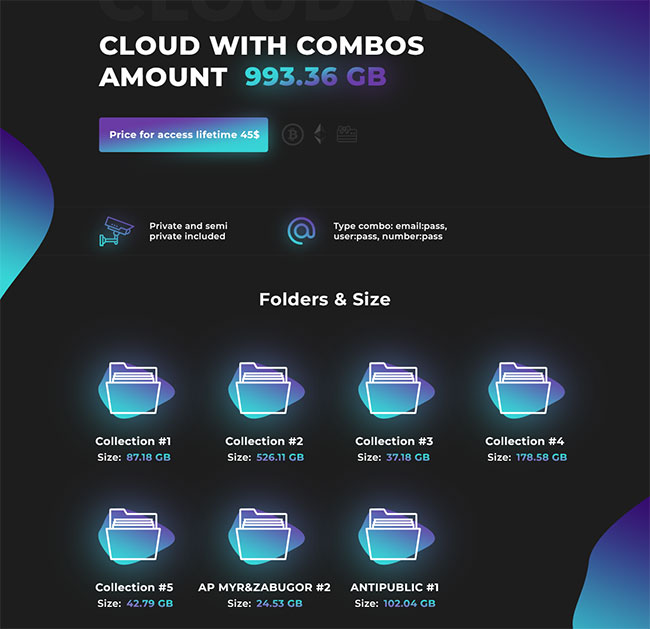 CLOUD W
CLOUD WITH COMBOS
AMOUNT 993.36 GB
Price for access lifetime 45$
Private and semi
private included
Type combo: email:pass,
user:pass, number:pass
Folders & Size
Collection #1 Collection #2 Collection #3 Collection #4
Size: 87.18 GB Size: 526.11 GB Size: 37.18 GB Size: 178.58 GB
Collection #5 AP MYR&ZABUGOR #2 ANTIPUBLIC #1
Size: 42.79 GB Size: 24.53 GB Size: 102.04 GB